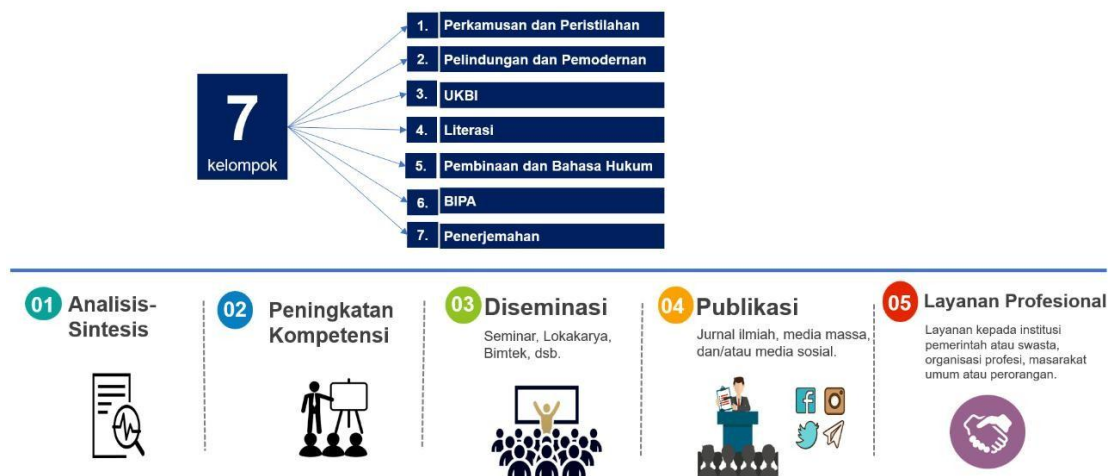 7
kelompok
1. Perkamusan dan Peristilahan
2. Pelindungan dan Pemodernan
3. UKBI
4. Literasi
5. Pembinaan dan Bahasa Hukum
6. BIPA
7. Penerjemahan
01 Analisis-
Sintesis
02 Peningkatan
Kompetensi
03 Diseminasi
Seminar, Lokakarya,
Bimtek, dsb.
04 Publikasi
Jurnal ilmiah, media massa,
dan/atau media sosial.
05 Layanan Profesional
Layanan kepada institusi
pemerintah atau swasta,
organisasi profesi, masarakat
umum atau perorangan.